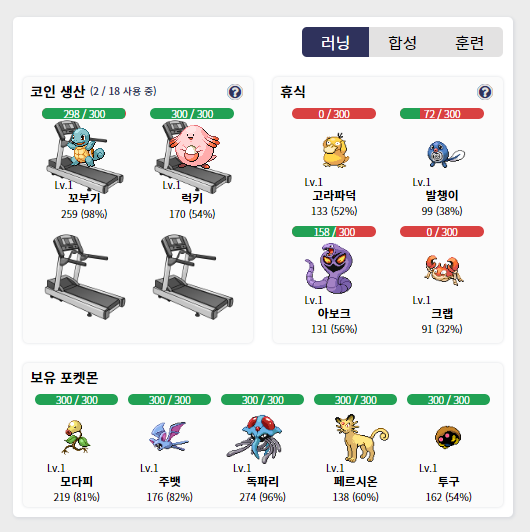 러닝 합성 훈련
코인 생산 (2 / 18 사용 중) ?
298 / 300 300 / 300
Lv.1 Lv.1
꼬부기 럭키
259 (98%) 170 (54%)
휴식 ?
0 / 300 72 / 300
Lv.1 Lv.1
고라파덕 발챙이
133 (52%) 99 (38%)
158 / 300 0 / 300
Lv.1 Lv.1
아보크 크랩
131 (56%) 91 (32%)
보유 포켓몬
300 / 300 300 / 300 300 / 300 300 / 300 300 / 300
Lv.1 Lv.1 Lv.1 Lv.1 Lv.1
모다피 주뱃 독파리 페르시온 투구
219 (81%) 176 (82%) 274 (96%) 138 (60%) 162 (54%)